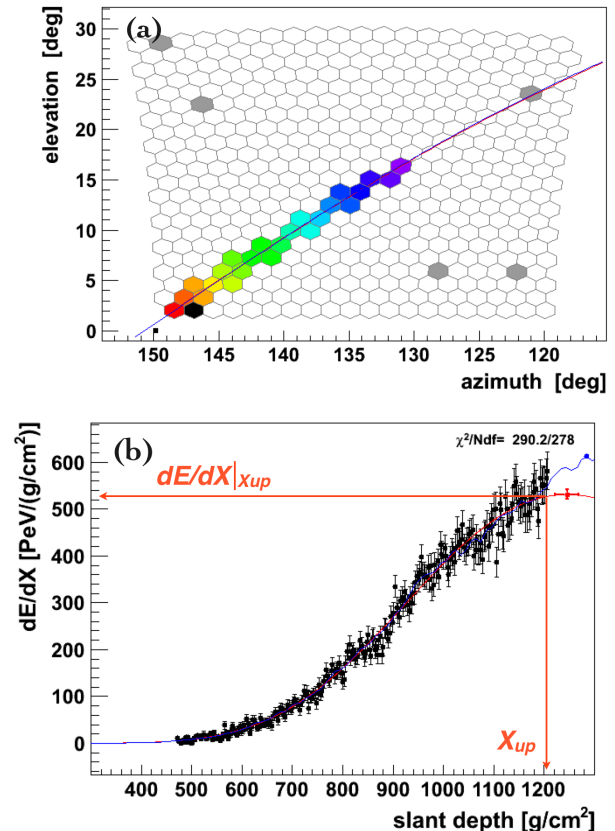 (a)
elevation [deg]
30
25
20
15
10
5
0
150 145 140 135 130 125 120
azimuth [deg]
(b)
χ²/Ndf= 290.2/278
dE/dX|Xup
dE/dX [PeV/(g/cm²)]
600
500
400
300
200
100
0
Xup
400 500 600 700 800 900 1000 1100 1200
slant depth [g/cm²]